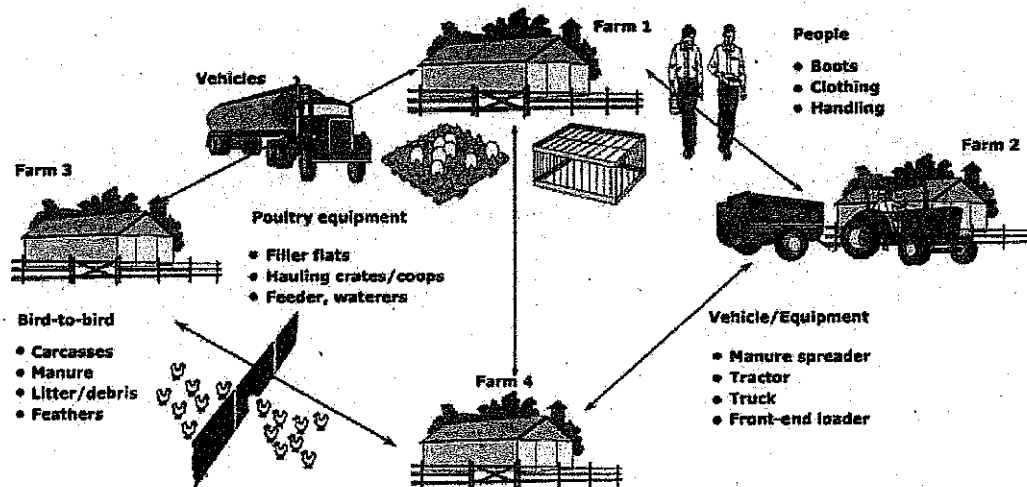 Farm 1
People
• Boots
• Clothing
• Handling
Vehicles
Farm 2
Farm 3
Poultry equipment
• Filler flats
• Hauling crates/coops
• Feeder, waterers
Bird-to-bird
• Carcasses
• Manure
• Litter/debris
• Feathers
Vehicle/Equipment
• Manure spreader
• Tractor
• Truck
• Front-end loader
Farm 4